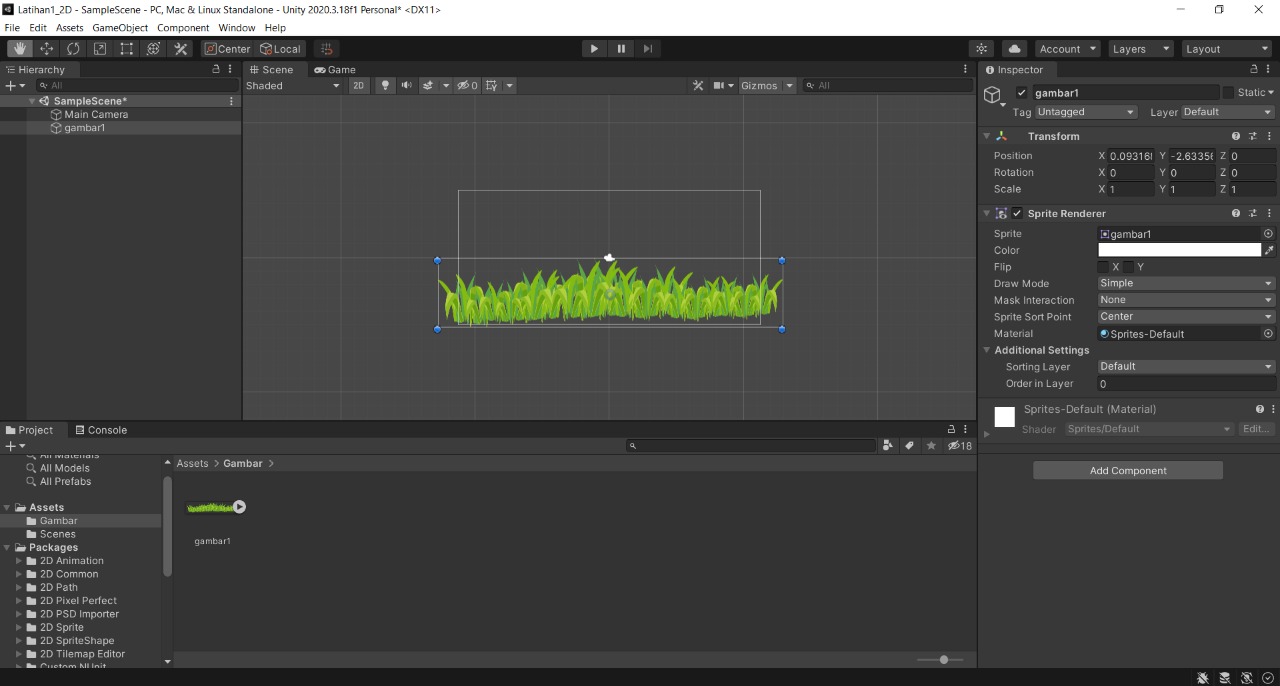 Latihan1_2D - SampleScene - PC, Mac & Linux Standalone - Unity 2020.3.18f1 Personal* <DX11>
File Edit Assets GameObject Component Window Help
Center Local Account Layers Layout
Hierarchy
All
SampleScene*
Main Camera
gambar1
Scene Game
Shaded 2D 0 Gizmos All
Inspector
gambar1 Static
Tag Untagged Layer Default
Transform
Position X 0.09316 Y -2.6335 Z 0
Rotation X 0 Y 0 Z 0
Scale X 1 Y 1 Z 1
Sprite Renderer
Sprite gambar1
Color
Flip X Y
Draw Mode Simple
Mask Interaction None
Sprite Sort Point Center
Material Sprites-Default
Additional Settings
Sorting Layer Default
Order in Layer 0
Sprites-Default (Material)
Shader Sprites/Default Edit...
Add Component
Project Console
18
All Materials
All Models
All Prefabs
Assets
Gambar
Scenes
Packages
2D Animation
2D Common
2D Path
2D Pixel Perfect
2D PSD Importer
2D Sprite
2D SpriteShape
2D Tilemap Editor
Custom NUnit
Assets > Gambar >
gambar1